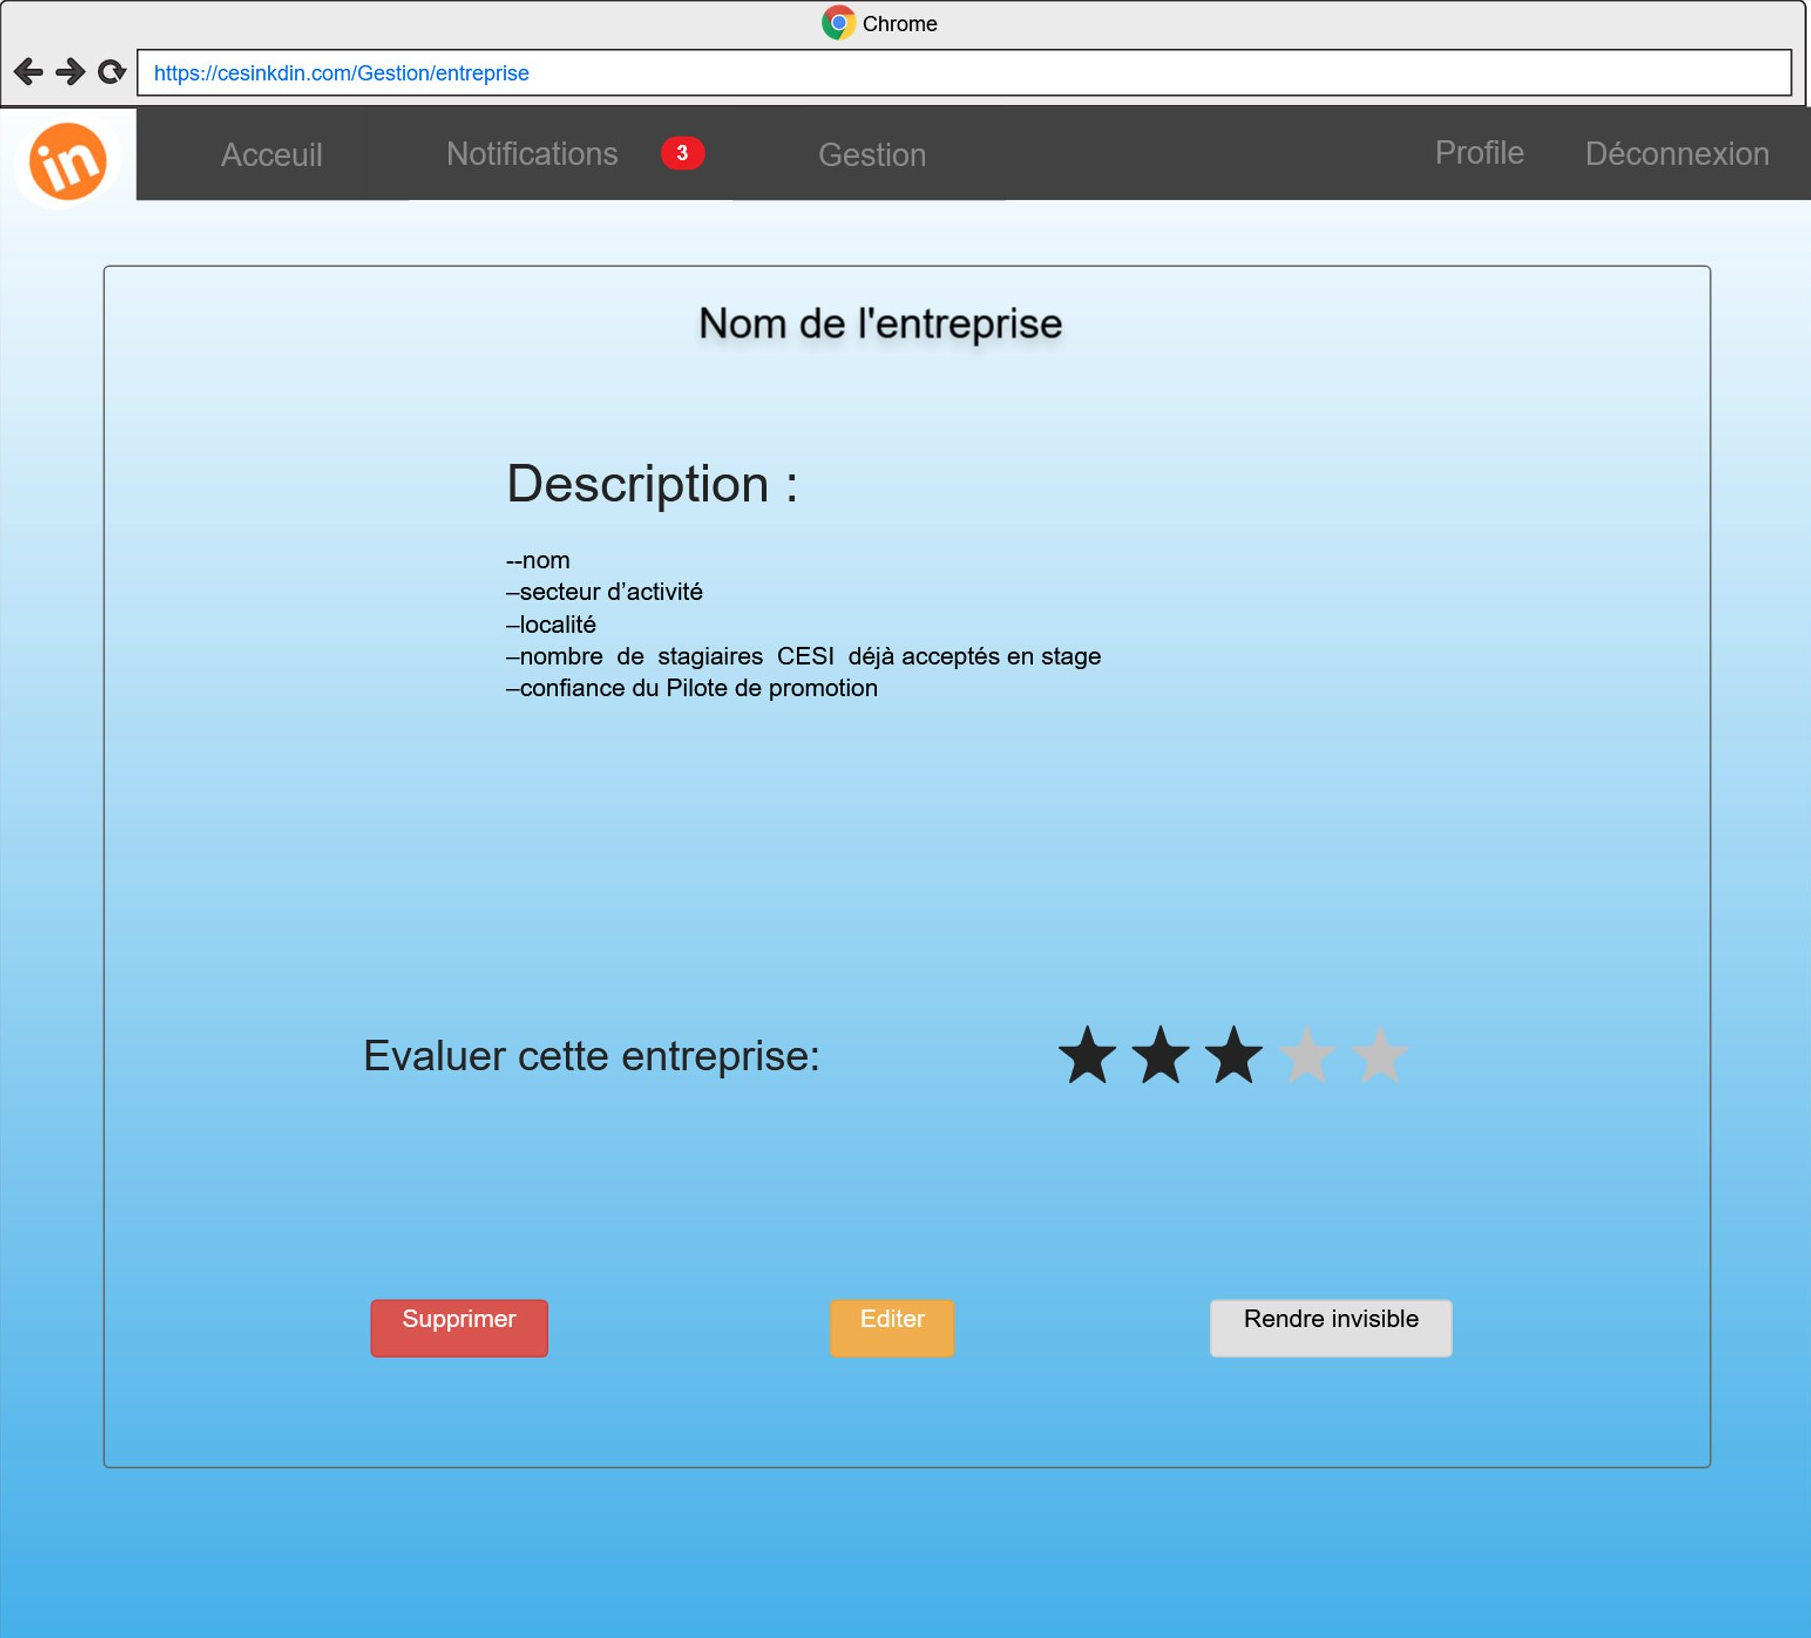 Chrome
https://cesinkdin.com/Gestion/entreprise
in Acceuil Notifications 3 Gestion Profile Déconnexion
Nom de l'entreprise
Description :
--nom
–secteur d’activité
–localité
–nombre de stagiaires CESI déjà acceptés en stage
–confiance du Pilote de promotion
Evaluer cette entreprise:
Supprimer Editer Rendre invisible